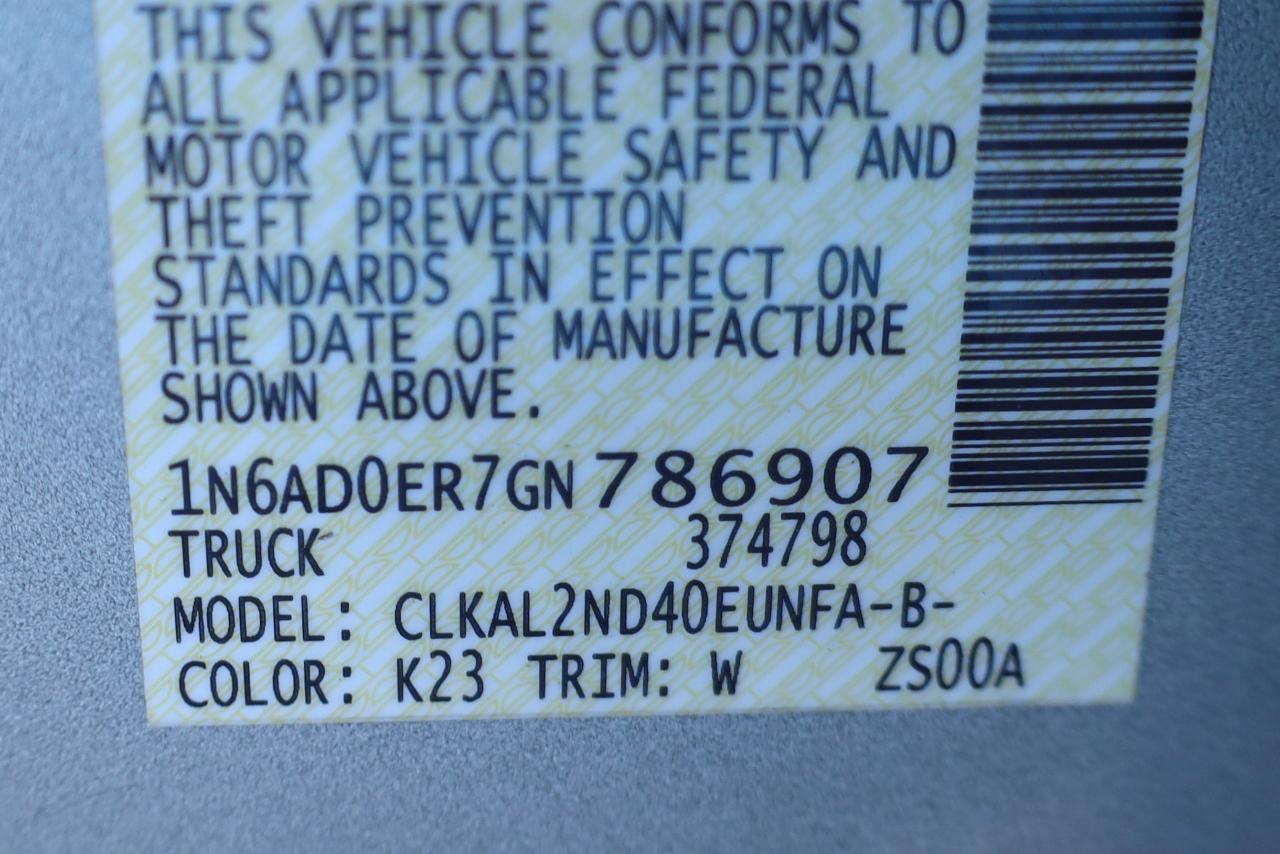 THIS VEHICLE CONFORMS TO
ALL APPLICABLE FEDERAL
MOTOR VEHICLE SAFETY AND
THEFT PREVENTION
STANDARDS IN EFFECT ON
THE DATE OF MANUFACTURE
SHOWN ABOVE.
1N6AD0ER7GN786907
TRUCK 374798
MODEL: CLKAL2ND40EUNFA-B-
COLOR: K23 TRIM: W ZS00A